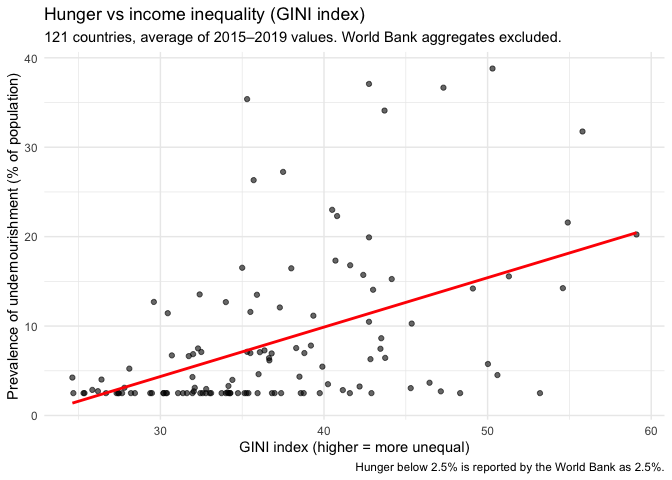 Hunger vs income inequality (GINI index)
121 countries, average of 2015–2019 values. World Bank aggregates excluded.
Prevalence of undernourishment (% of population)
40
30
20
10
0
30
40
50
60
GINI index (higher = more unequal)
Hunger below 2.5% is reported by the World Bank as 2.5%.